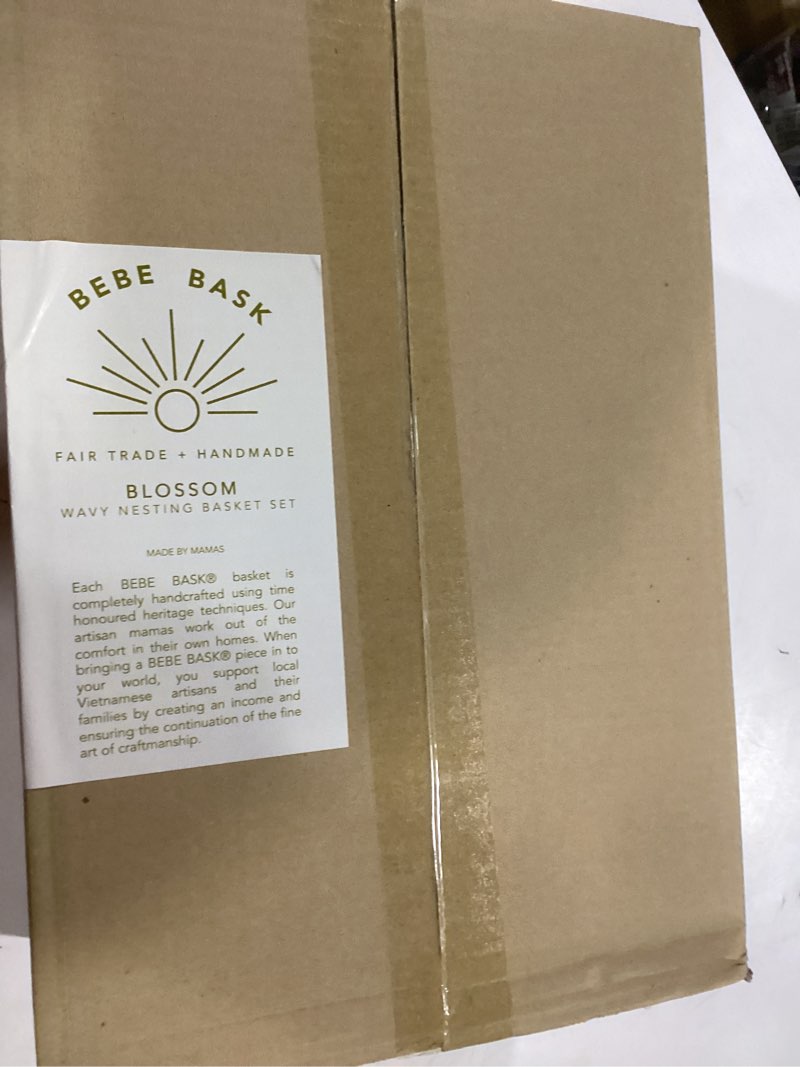 BEBE BASK
FAIR TRADE + HANDMADE
BLOSSOM
WAVY NESTING BASKET SET
MADE BY MAMAS
Each BEBE BASK® basket is
completely handcrafted using time
honoured heritage techniques. Our
artisan mamas work out of the
comfort in their own homes. When
bringing a BEBE BASK® piece in to
your world, you support local
Vietnamese artisans and their
families by creating an income and
ensuring the continuation of the fine
art of craftmanship.